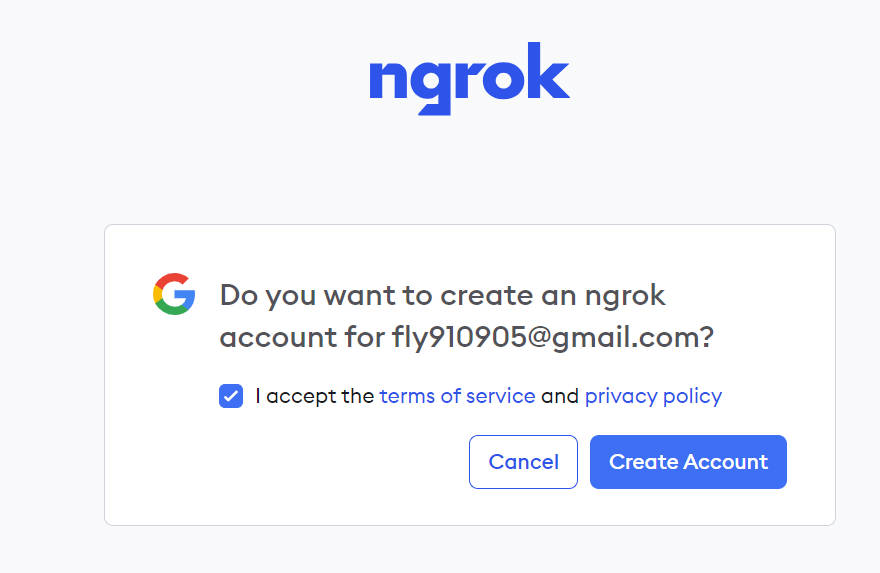 ngrok
Do you want to create an ngrok
account for fly910905@gmail.com?
I accept the terms of service and privacy policy
Cancel
Create Account